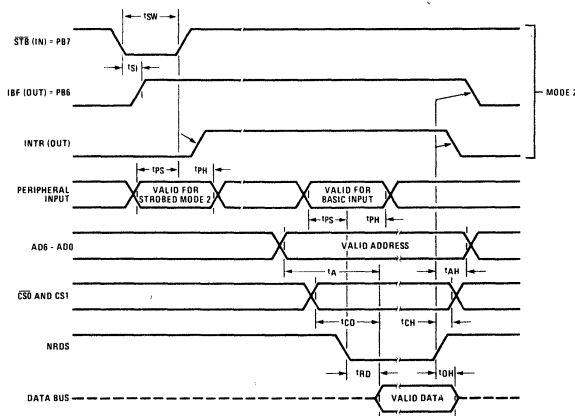 tSW
STB (IN) = PB7
tSI
IBF (OUT) = PB6
MODE 2
INTR (OUT)
tPS
tPH
PERIPHERAL
INPUT
VALID FOR
STROBED MODE 2
VALID FOR
BASIC INPUT
tPS
tPH
AD6 - AD0
VALID ADDRESS
tA
tAH
CS0 AND CS1
tCO
tCH
NRDS
tRD
tOH
DATA BUS
VALID DATA